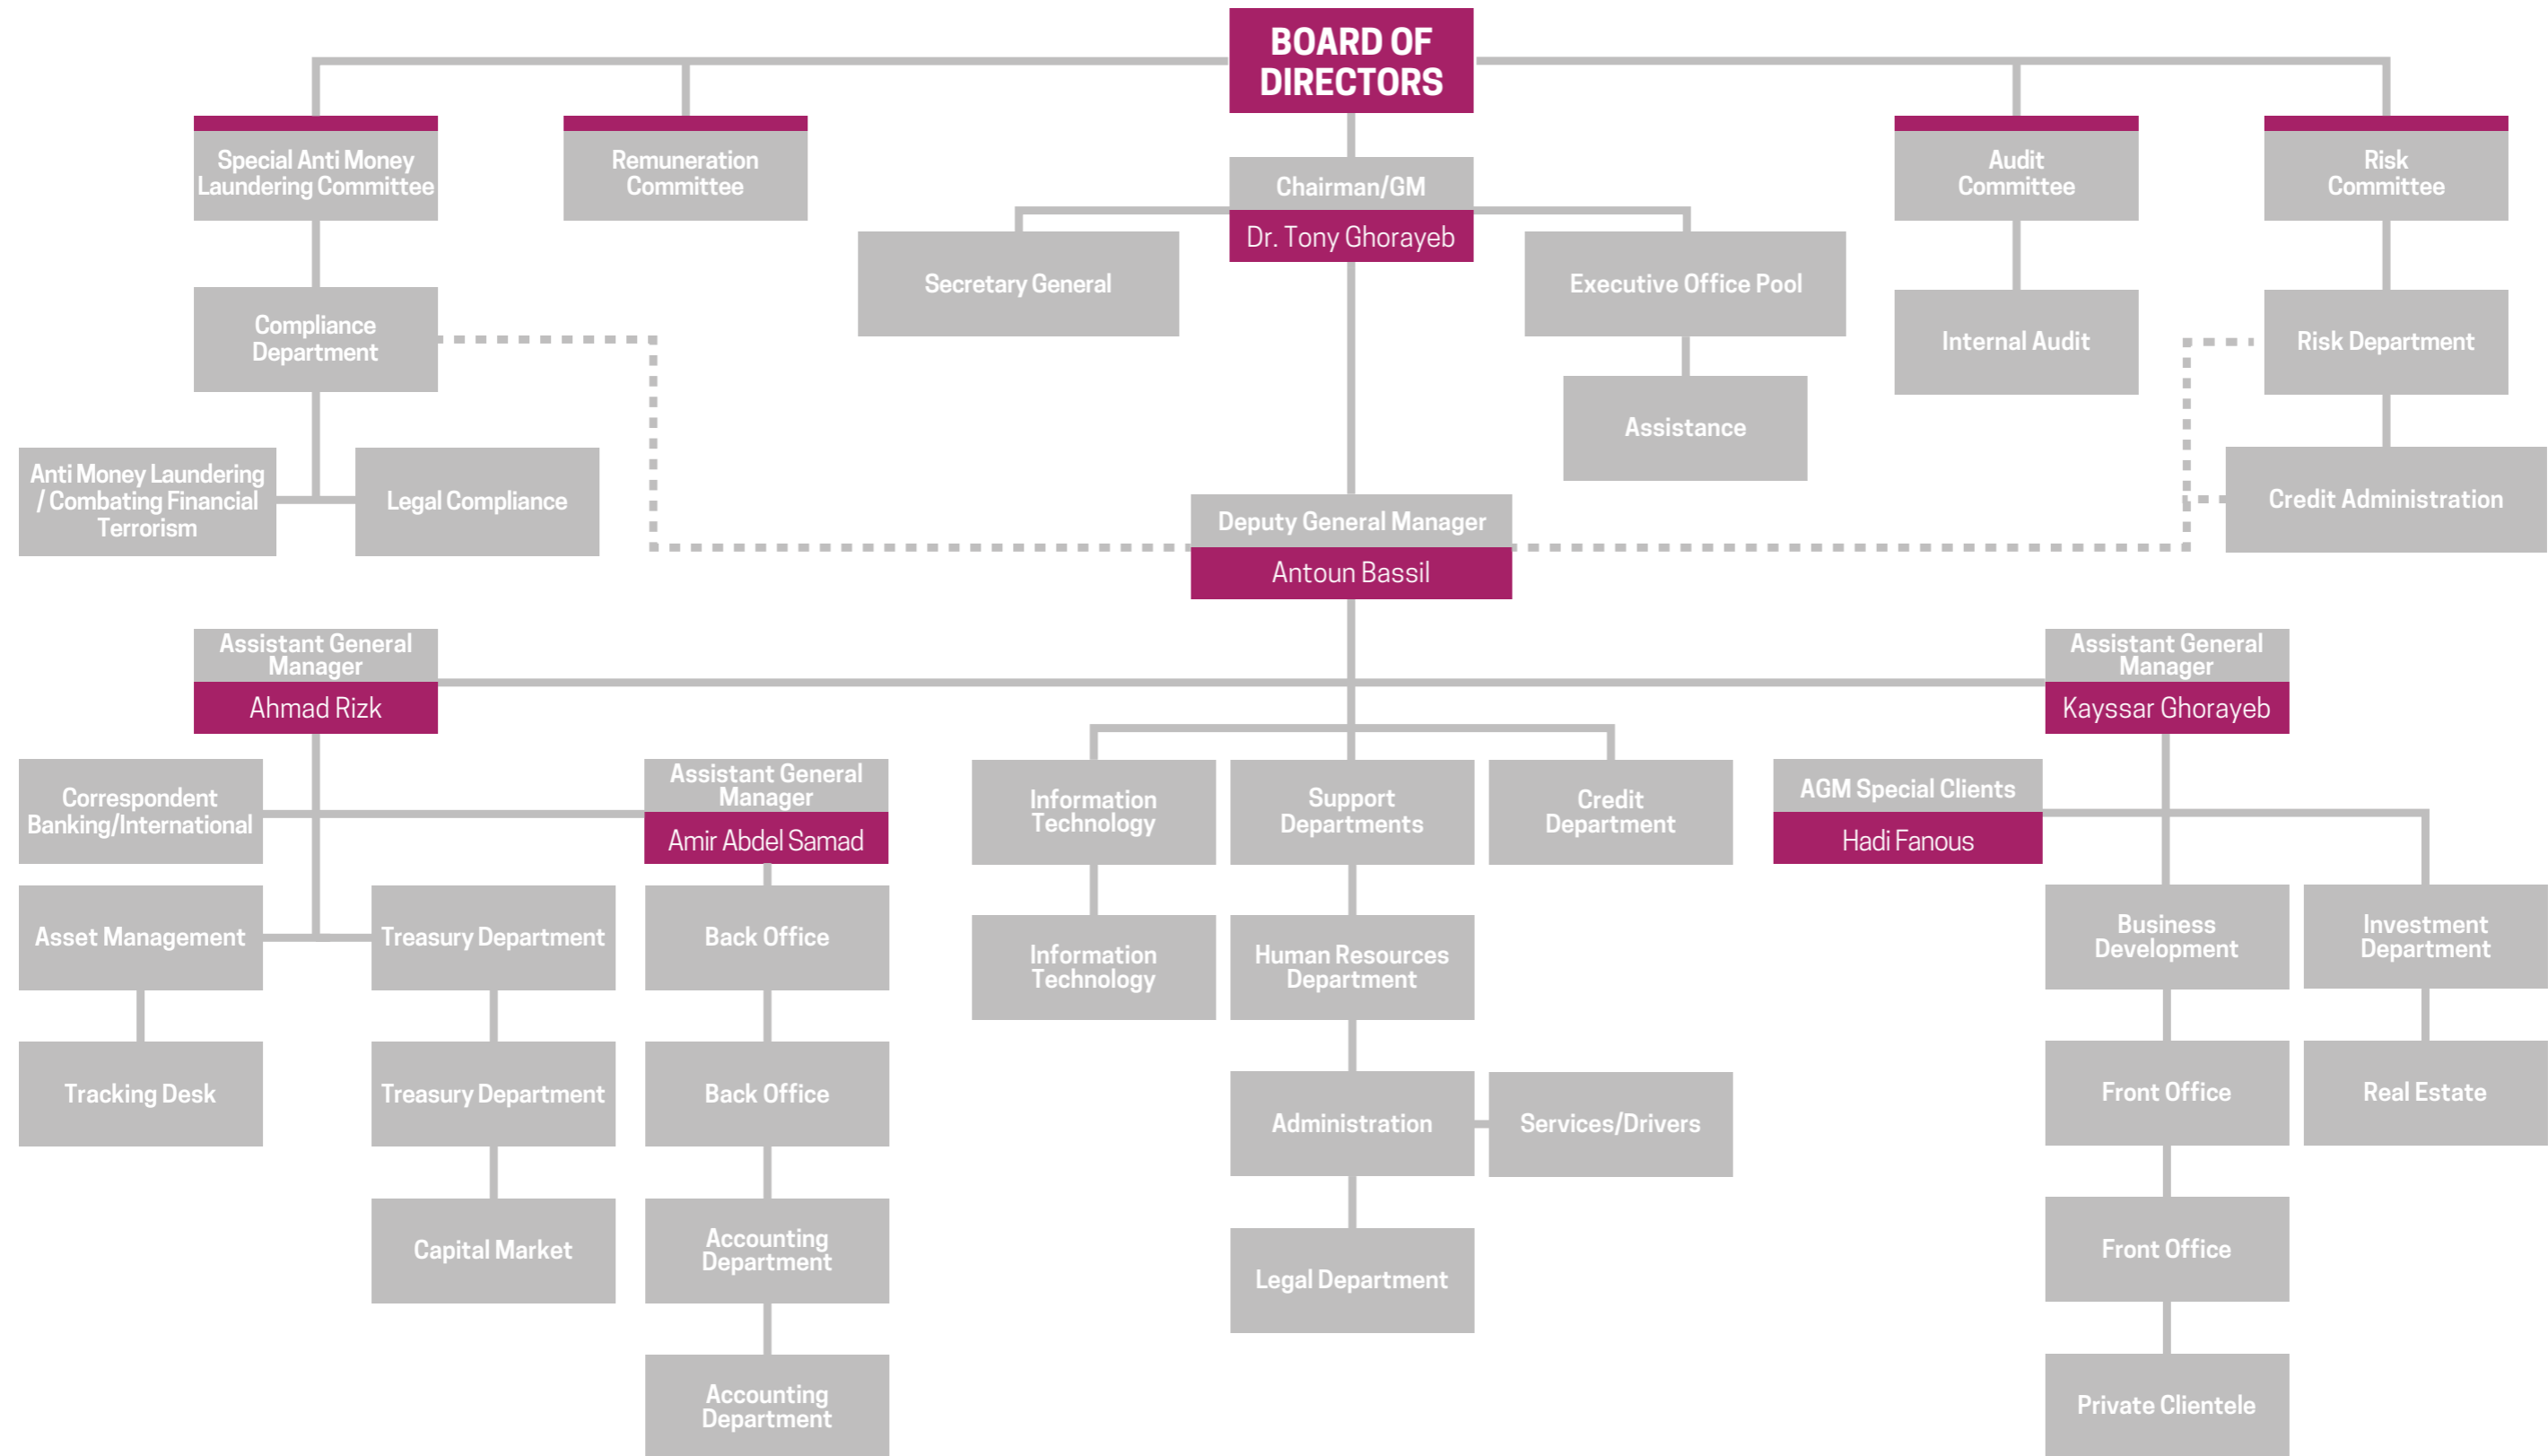 BOARD OF
DIRECTORS
Special Anti Money
Laundering Committee
Remuneration
Committee
Chairman/GM
Dr. Tony Ghorayeb
Audit
Committee
Risk
Committee
Secretary General
Executive Office Pool
Compliance
Department
Internal Audit
Risk Department
Assistance
Anti Money Laundering
/ Combating Financial
Terrorism
Legal Compliance
Credit Administration
Deputy General Manager
Antoun Bassil
Assistant General
Manager
Ahmad Rizk
Assistant General
Manager
Kayssar Ghorayeb
Correspondent
Banking/International
Assistant General
Manager
Amir Abdel Samad
Information
Technology
Support
Departments
Credit
Department
AGM Special Clients
Hadi Fanous
Asset Management
Treasury Department
Back Office
Information
Technology
Human Resources
Department
Business
Development
Investment
Department
Tracking Desk
Treasury Department
Back Office
Administration
Services/Drivers
Front Office
Real Estate
Capital Market
Accounting
Department
Legal Department
Front Office
Accounting
Department
Private Clientele